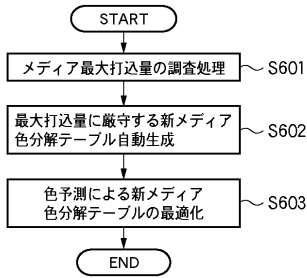 START
メディア最大打込量の調査処理
S601
最大打込量に厳守する新メディア
色分解テーブル自動生成
S602
色予測による新メディア
色分解テーブルの最適化
S603
END